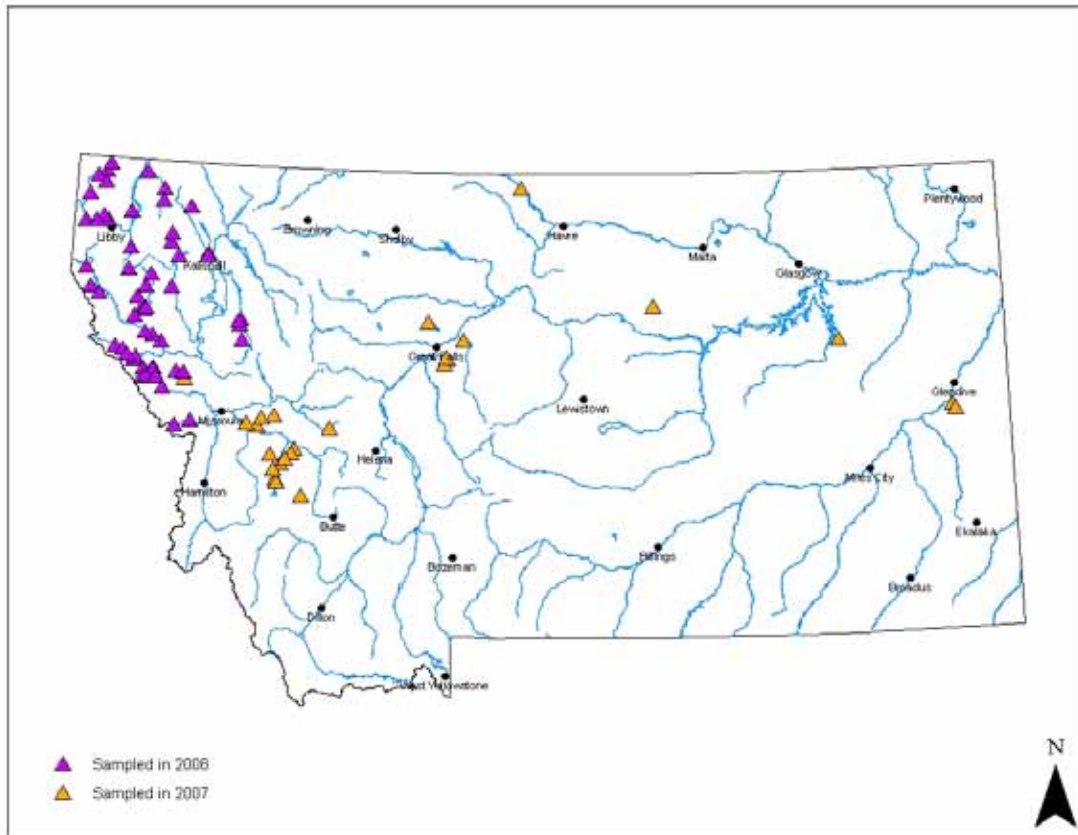 Plentywood
Libby
Browning
Shelby
Havre
Malta
Kalispell
Glasgow
Great Falls
Glendive
Lewistown
Missoula
Helena
Miles City
Hamilton
Butte
Ekalaka
Billings
Bozeman
Broadus
Dillon
West Yellowstone
Sampled in 2006
Sampled in 2007
N